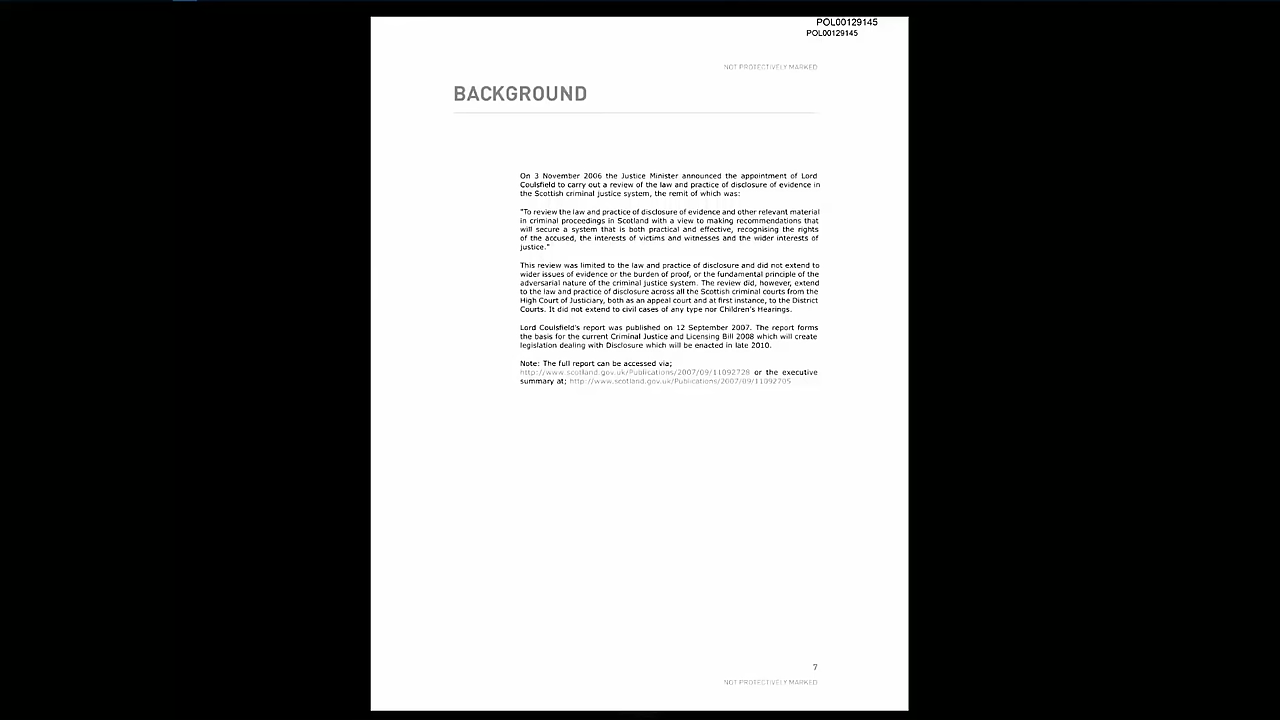 POL00129145
POL00129145
NOT PROTECTIVELY MARKED
BACKGROUND
On 3 November 2006 the Justice Minister announced the appointment of Lord
Coulsfield to carry out a review of the law and practice of disclosure of evidence in
the Scottish criminal justice system, the remit of which was:
"To review the law and practice of disclosure of evidence and other relevant material
in criminal proceedings in Scotland with a view to making recommendations that
will secure a system that is both practical and effective, recognising the rights
of the accused, the interests of victims and witnesses and the wider interests of
justice."
This review was limited to the law and practice of disclosure and did not extend to
wider issues of evidence or the burden of proof, or the fundamental principle of the
adversarial nature of the criminal justice system. The review did, however, extend
to the law and practice of disclosure across all the Scottish criminal courts from the
High Court of Justiciary, both as an appeal court and at first instance, to the District
Courts. It did not extend to civil cases of any type nor Children's Hearings.
Lord Coulsfield's report was published on 12 September 2007. The report forms
the basis for the current Criminal Justice and Licensing Bill 2008 which will create
legislation dealing with Disclosure which will be enacted in late 2010.
Note: The full report can be accessed via;
http://www.scotland.gov.uk/Publications/2007/09/11092728 or the executive
summary at; http://www.scotland.gov.uk/Publications/2007/09/11092705
7
NOT PROTECTIVELY MARKED